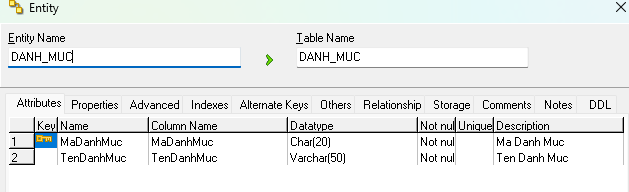 Entity
Entity Name
Table Name
DANH_MUC
DANH_MUC
Attributes Properties Advanced Indexes Alternate Keys Others Relationship Storage Comments Notes DDL
Key Name Column Name Datatype Not nul Unique Description
1 MaDanhMuc MaDanhMuc Char(20) Not nul Ma Danh Muc
2 TenDanhMuc TenDanhMuc Varchar(50) Not nul Ten Danh Muc